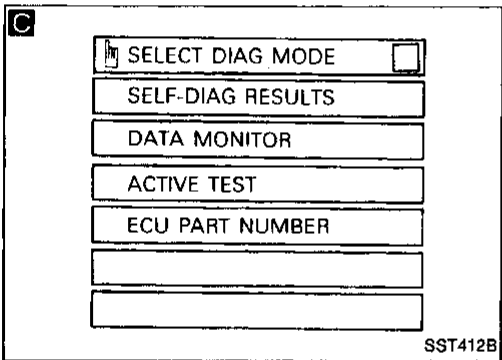 C
SELECT DIAG MODE
SELF-DIAG RESULTS
DATA MONITOR
ACTIVE TEST
ECU PART NUMBER
SST412B